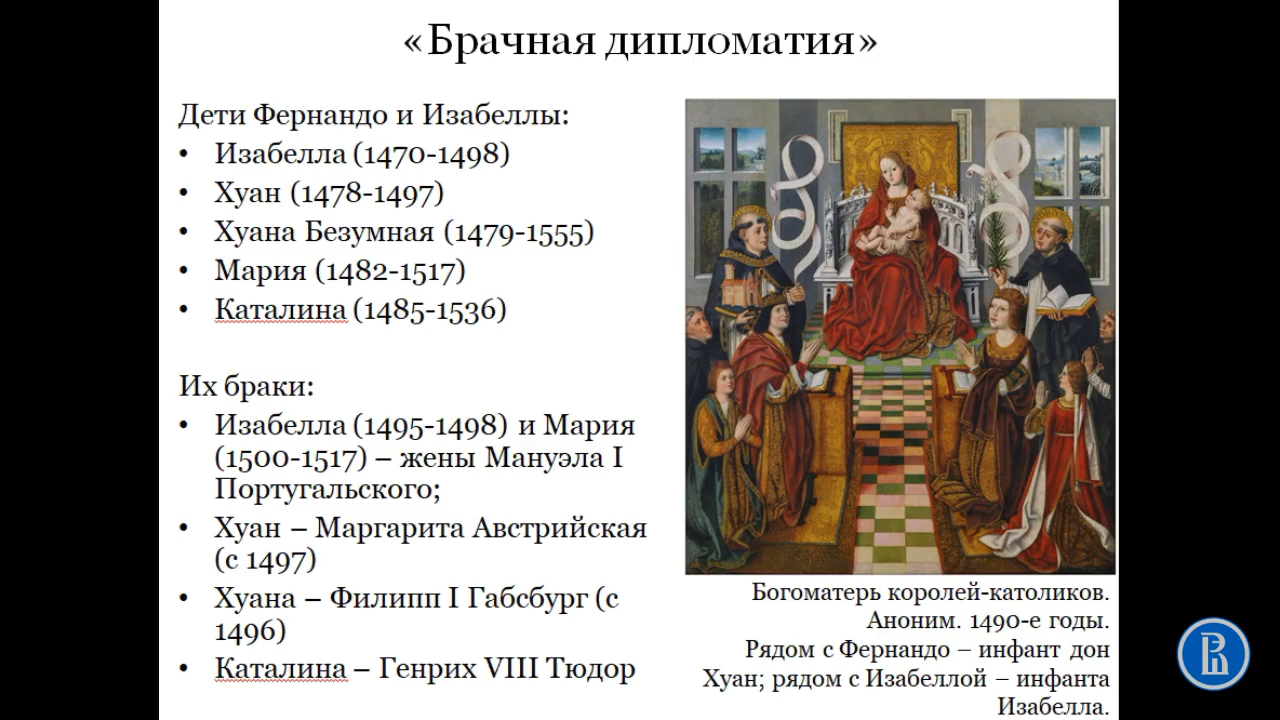 «Брачная дипломатия»
Дети Фернандо и Изабеллы:
• Изабелла (1470-1498)
• Хуан (1478-1497)
• Хуана Безумная (1479-1555)
• Мария (1482-1517)
• Каталина (1485-1536)
Их браки:
• Изабелла (1495-1498) и Мария
(1500-1517) – жены Мануэла I
Португальского;
• Хуан – Маргарита Австрийская
(с 1497)
• Хуана – Филипп I Габсбург (с
1496)
• Каталина – Генрих VIII Тюдор
Богоматерь королей-католиков.
Аноним. 1490-е годы.
Рядом с Фернандо – инфант дон
Хуан; рядом с Изабеллой – инфанта
Изабелла.